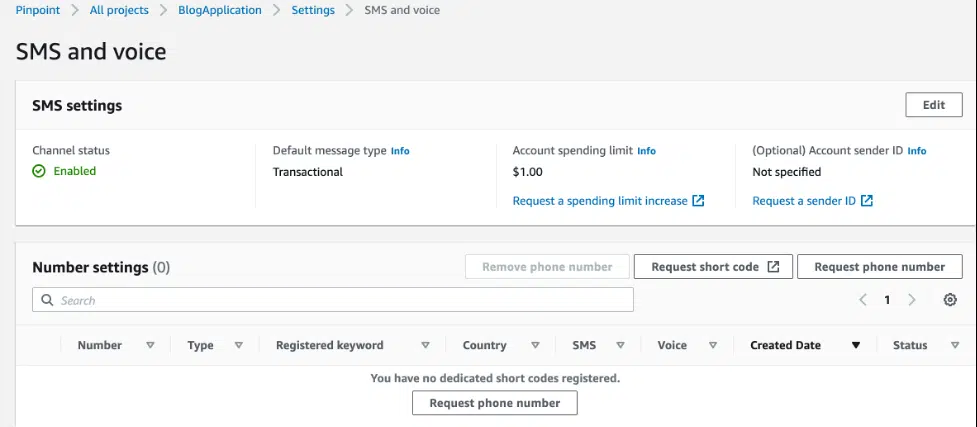 Pinpoint > All projects > BlogApplication > Settings > SMS and voice
SMS and voice
SMS settings Edit
Channel status Default message type Info Account spending limit Info (Optional) Account sender ID Info
Enabled Transactional $1.00 Not specified
Request a spending limit increase Request a sender ID
Number settings (0) Remove phone number Request short code Request phone number
Search 1
Number Type Registered keyword Country SMS Voice Created Date Status
You have no dedicated short codes registered.
Request phone number